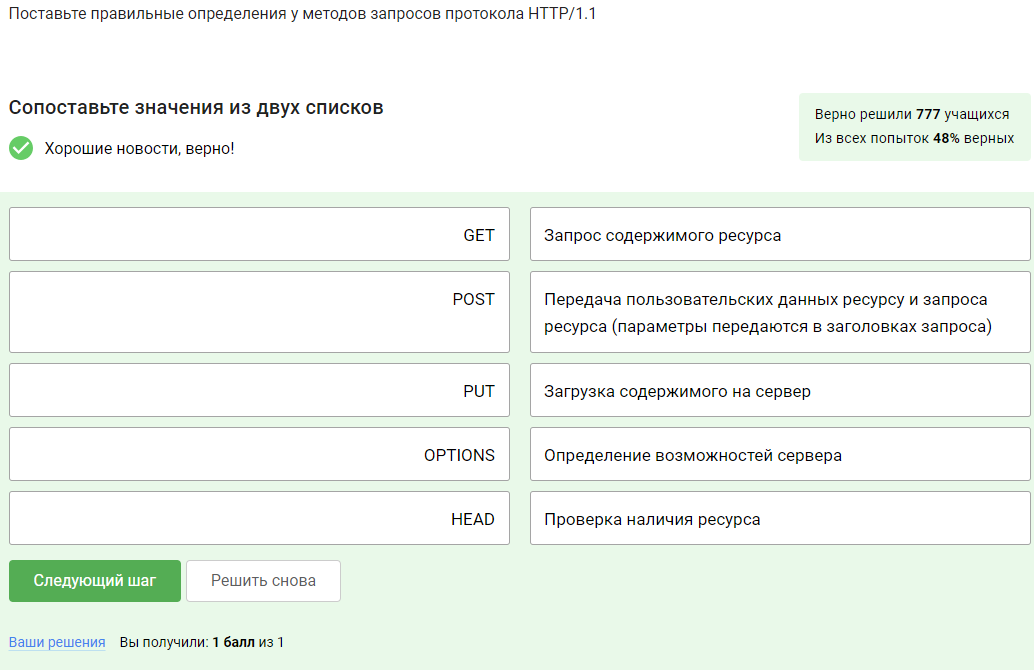 Поставьте правильные определения у методов запросов протокола HTTP/1.1
Сопоставьте значения из двух списков
Хорошие новости, верно!
Верно решили 777 учащихся
Из всех попыток 48% верных
GET
Запрос содержимого ресурса
POST
Передача пользовательских данных ресурсу и запроса
ресурса (параметры передаются в заголовках запроса)
PUT
Загрузка содержимого на сервер
OPTIONS
Определение возможностей сервера
HEAD
Проверка наличия ресурса
Следующий шаг
Решить снова
Ваши решения Вы получили: 1 балл из 1